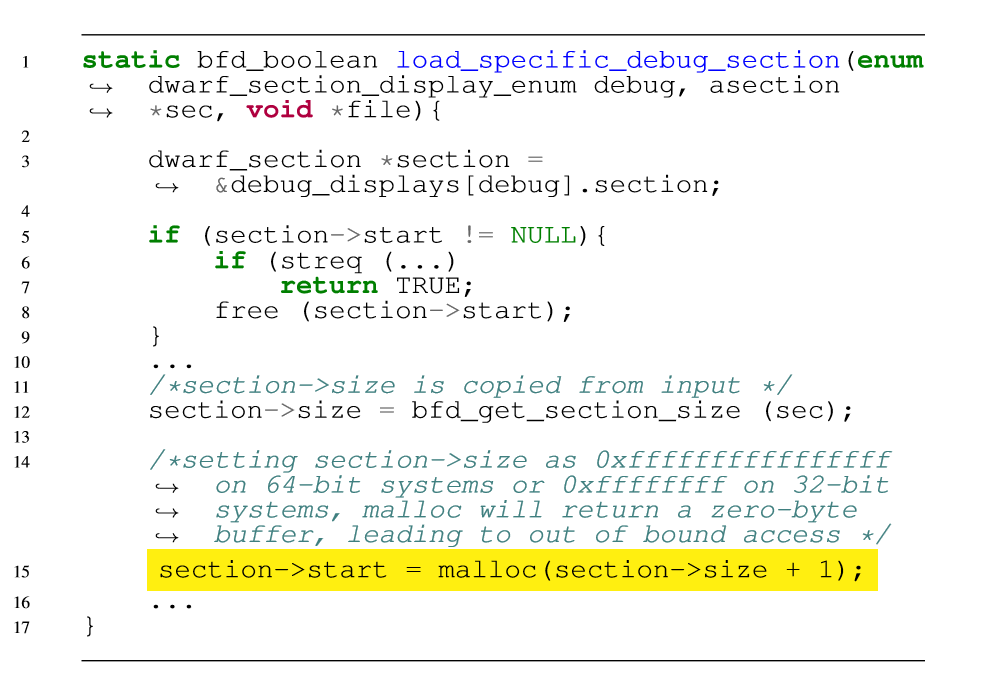 1 static bfd_boolean load_specific_debug_section(enum
↪ dwarf_section_display_enum debug, asection
↪ *sec, void *file){
2
3 dwarf_section *section =
↪ &debug_displays[debug].section;
4
5 if (section->start != NULL){
6 if (streq (...)
7 return TRUE;
8 free (section->start);
9 }
10 ...
11 /*section->size is copied from input */
12 section->size = bfd_get_section_size (sec);
13
14 /*setting section->size as 0xffffffffffffffff
↪ on 64-bit systems or 0xffffffff on 32-bit
↪ systems, malloc will return a zero-byte
↪ buffer, leading to out of bound access */
15 section->start = malloc(section->size + 1);
16 ...
17 }